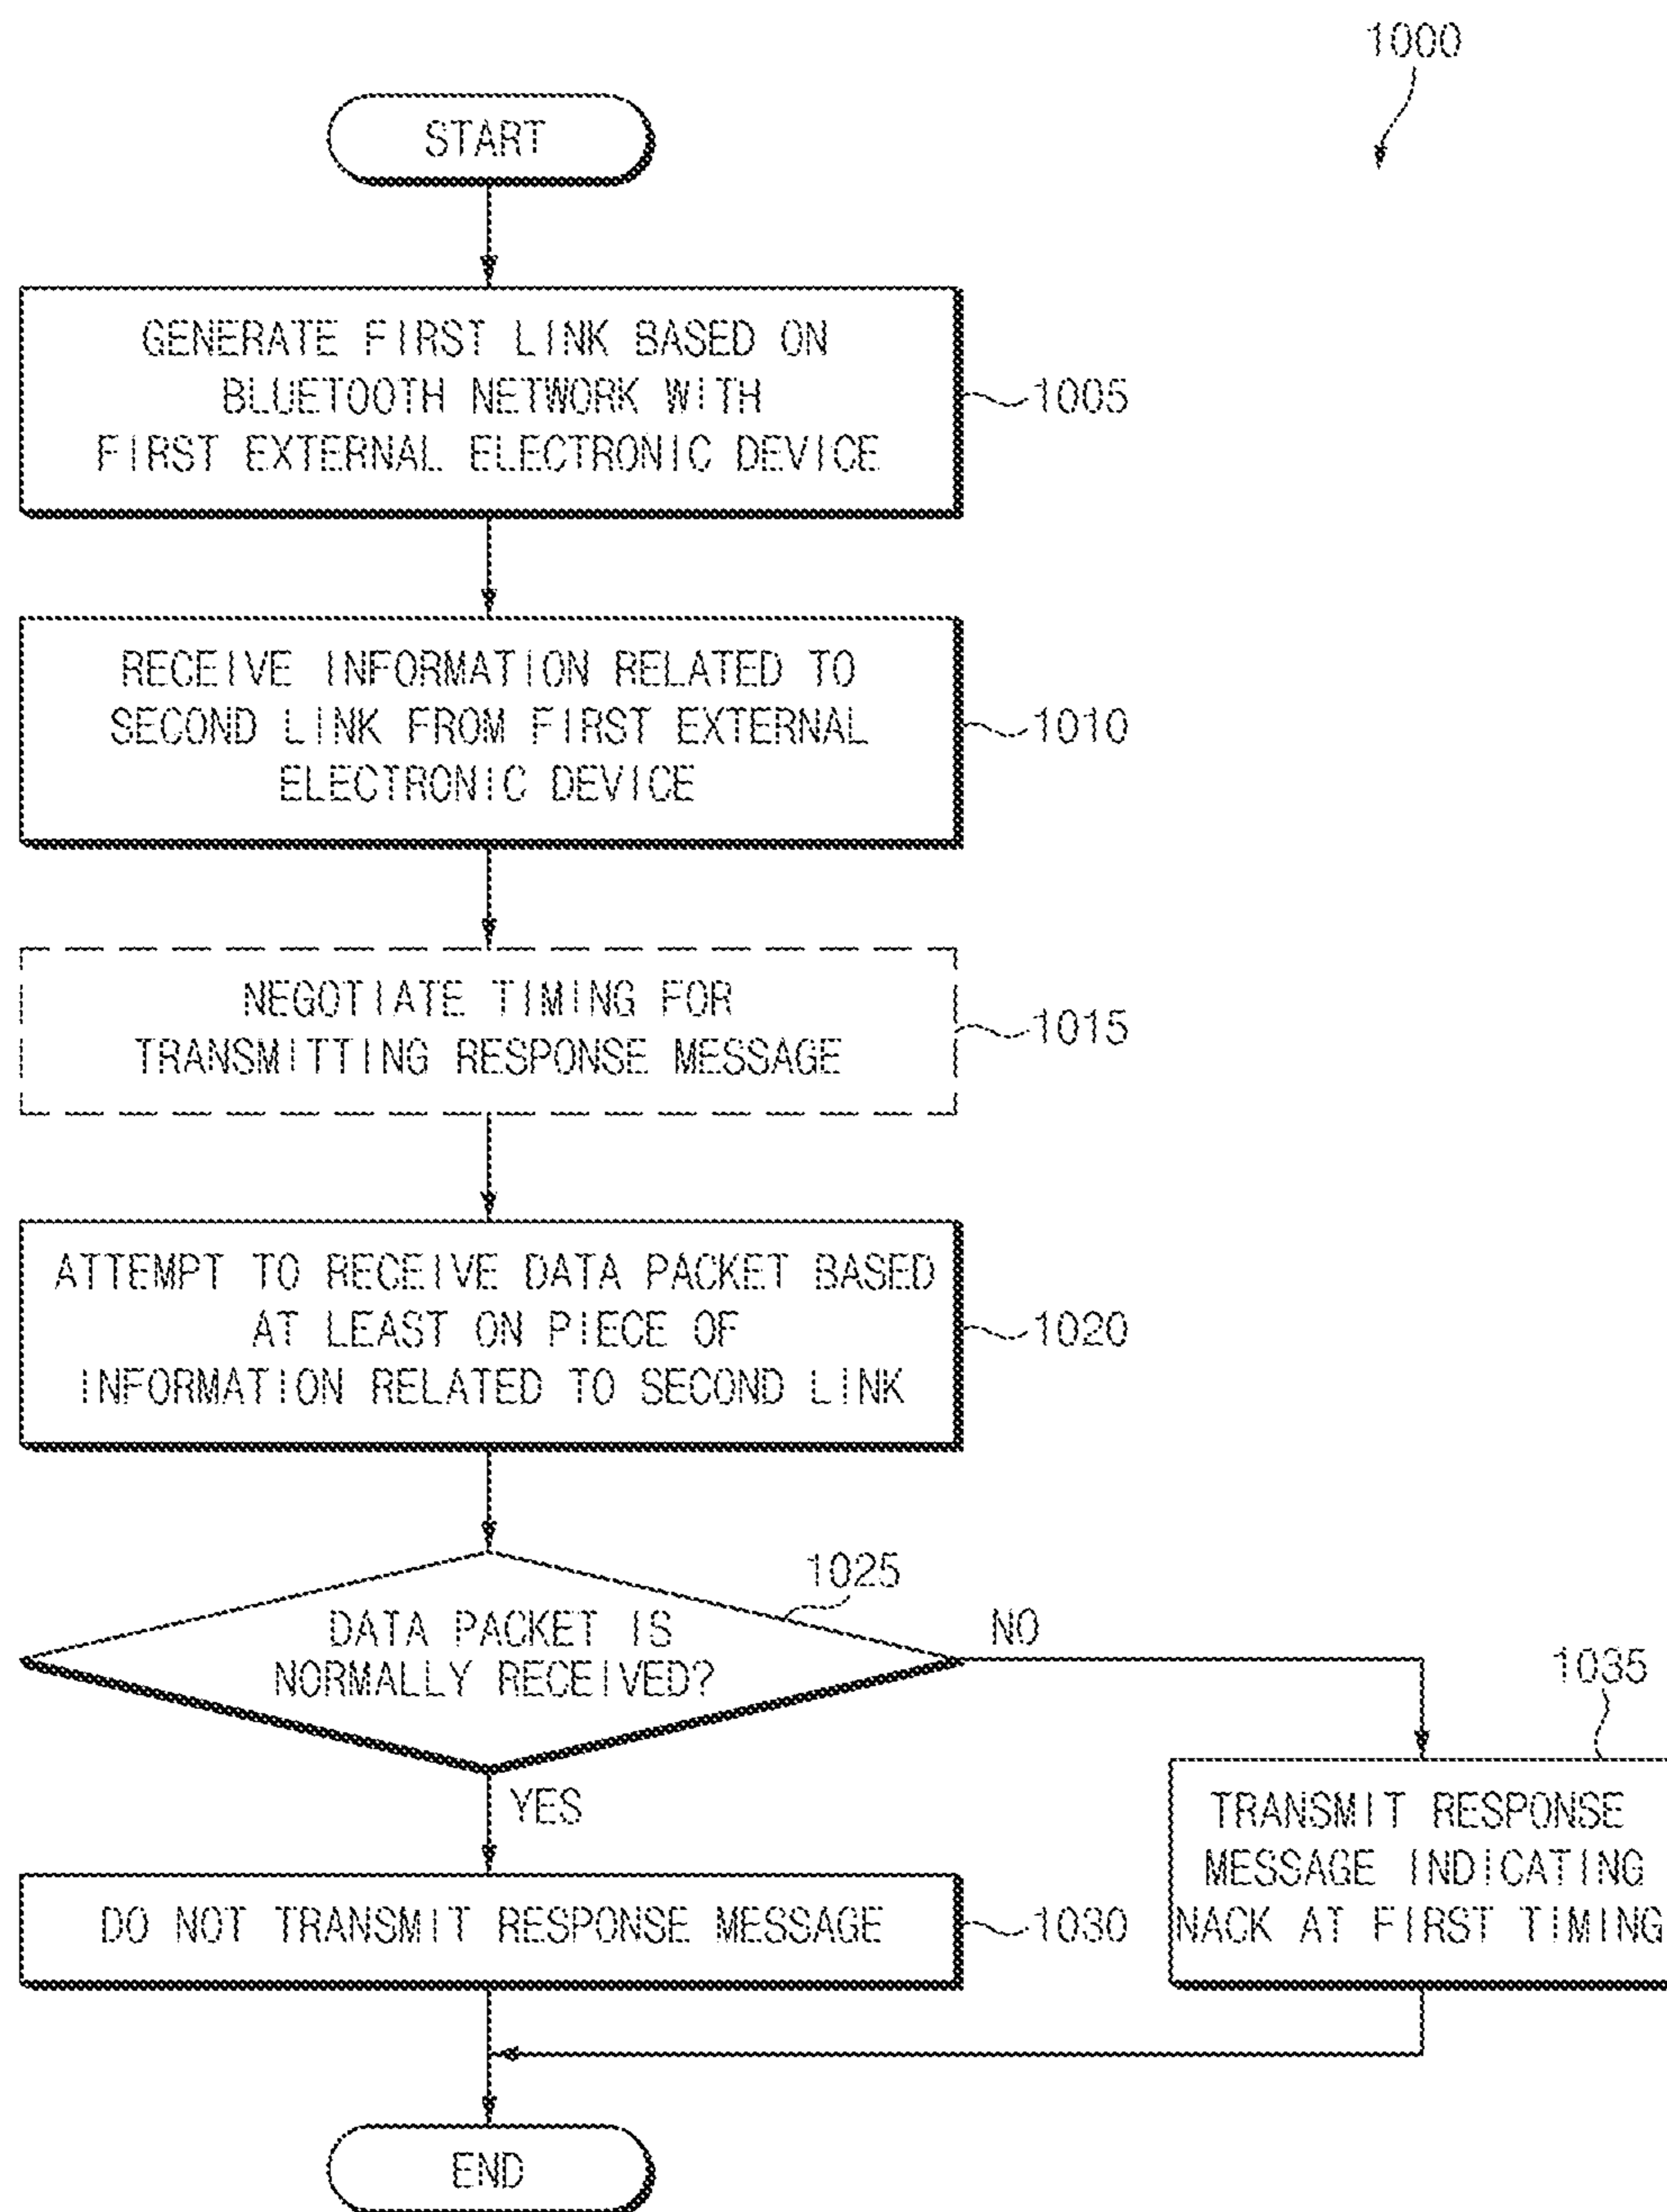 1000
START
GENERATE FIRST LINK BASED ON
BLUETOOTH NETWORK WITH
FIRST EXTERNAL ELECTRONIC DEVICE
1005
RECEIVE INFORMATION RELATED TO
SECOND LINK FROM FIRST EXTERNAL
ELECTRONIC DEVICE
1010
NEGOTIATE TIMING FOR
TRANSMITTING RESPONSE MESSAGE
1015
ATTEMPT TO RECEIVE DATA PACKET BASED
AT LEAST ON PIECE OF
INFORMATION RELATED TO SECOND LINK
1020
1025
DATA PACKET IS
NORMALLY RECEIVED?
NO
YES
1035
TRANSMIT RESPONSE
MESSAGE INDICATING
NACK AT FIRST TIMING
DO NOT TRANSMIT RESPONSE MESSAGE
1030
END